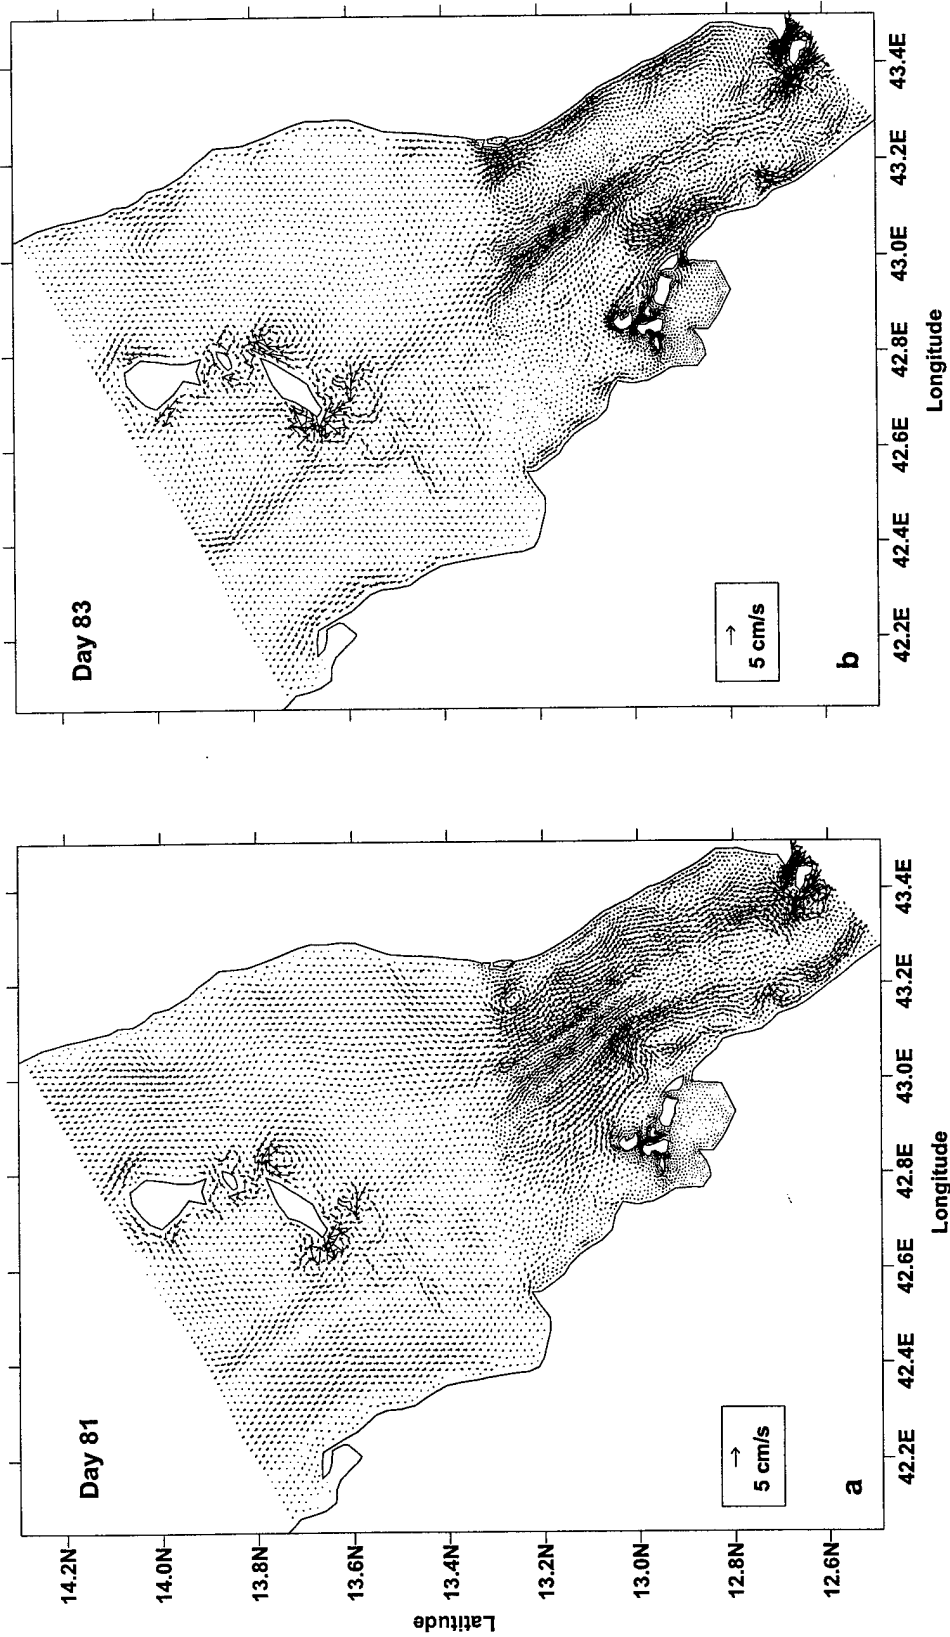 Day 81
5 cm/s
a
14.2N
14.0N
13.8N
13.6N
13.4N
13.2N
13.0N
12.8N
12.6N
Latitude
42.2E
42.4E
42.6E
42.8E
43.0E
43.2E
43.4E
Longitude
Day 83
5 cm/s
b
42.2E
42.4E
42.6E
42.8E
43.0E
43.2E
43.4E
Longitude